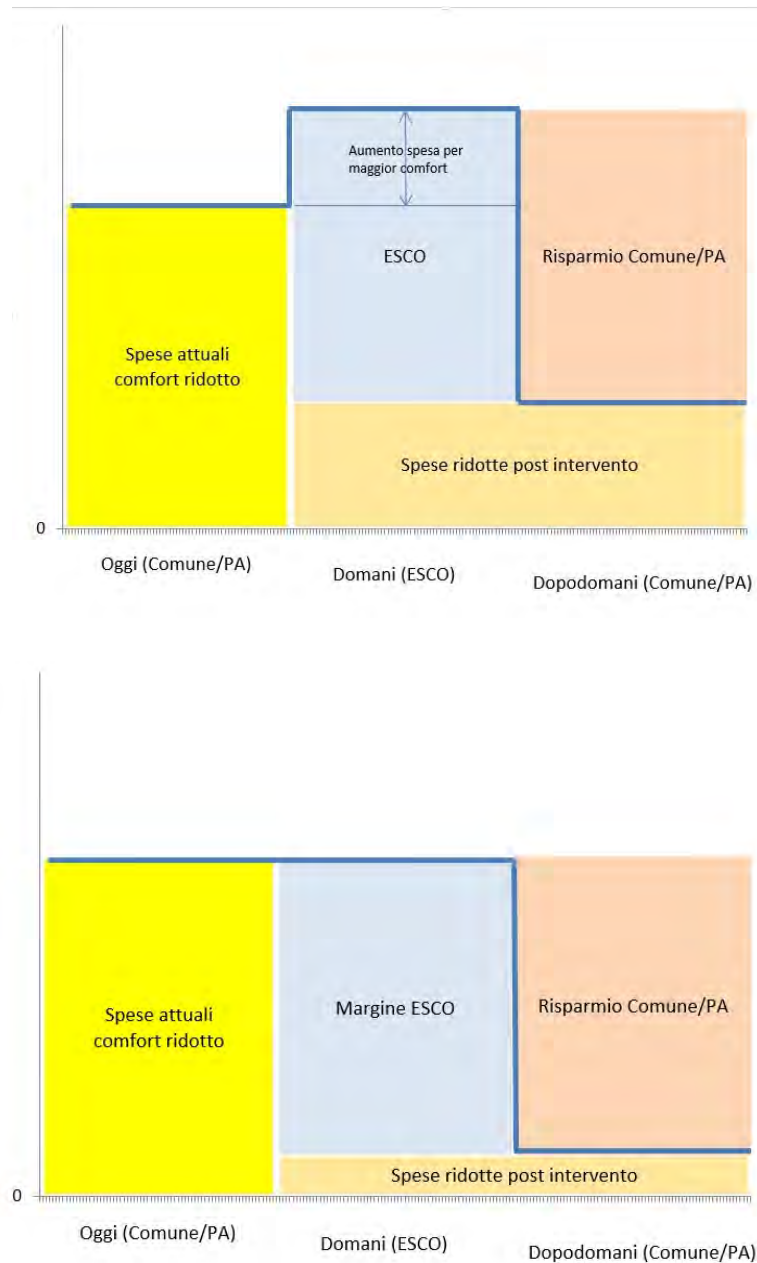 Aumento spesa per
maggior comfort
ESCO
Risparmio Comune/PA
Spese attuali
comfort ridotto
Spese ridotte post intervento
0
Oggi (Comune/PA)
Domani (ESCO)
Dopodomani (Comune/PA)
Margine ESCO
Risparmio Comune/PA
Spese attuali
comfort ridotto
Spese ridotte post intervento
0
Oggi (Comune/PA)
Domani (ESCO)
Dopodomani (Comune/PA)